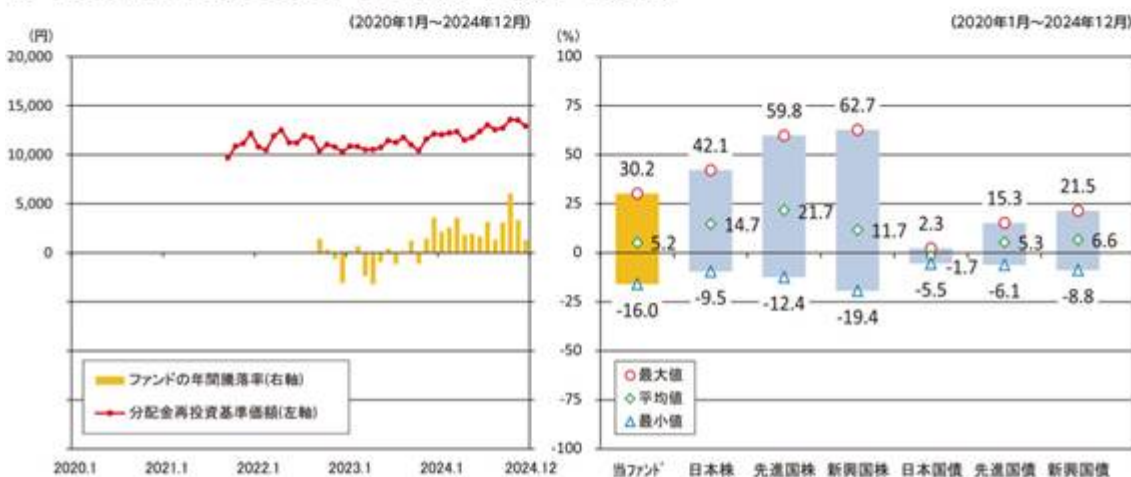 (2020年1月～2024年12月)
(円)
20,000
15,000
10,000
5,000
0
ファンドの年間騰落率(右軸)
分配金再投資基準価額(左軸)
2020.1 2021.1 2022.1 2023.1 2024.1 2024.12
(2020年1月～2024年12月)
(%)
100
75
50
25
0
-25
-50
-75
-100
30.2 42.1 59.8 62.7 2.3 15.3 21.5
5.2 14.7 21.7 11.7 -1.7 5.3 6.6
-16.0 -9.5 -12.4 -19.4 -5.5 -6.1 -8.8
最大値
平均値
最小値
当ファンド 日本株 先進国株 新興国株 日本国債 先進国債 新興国債